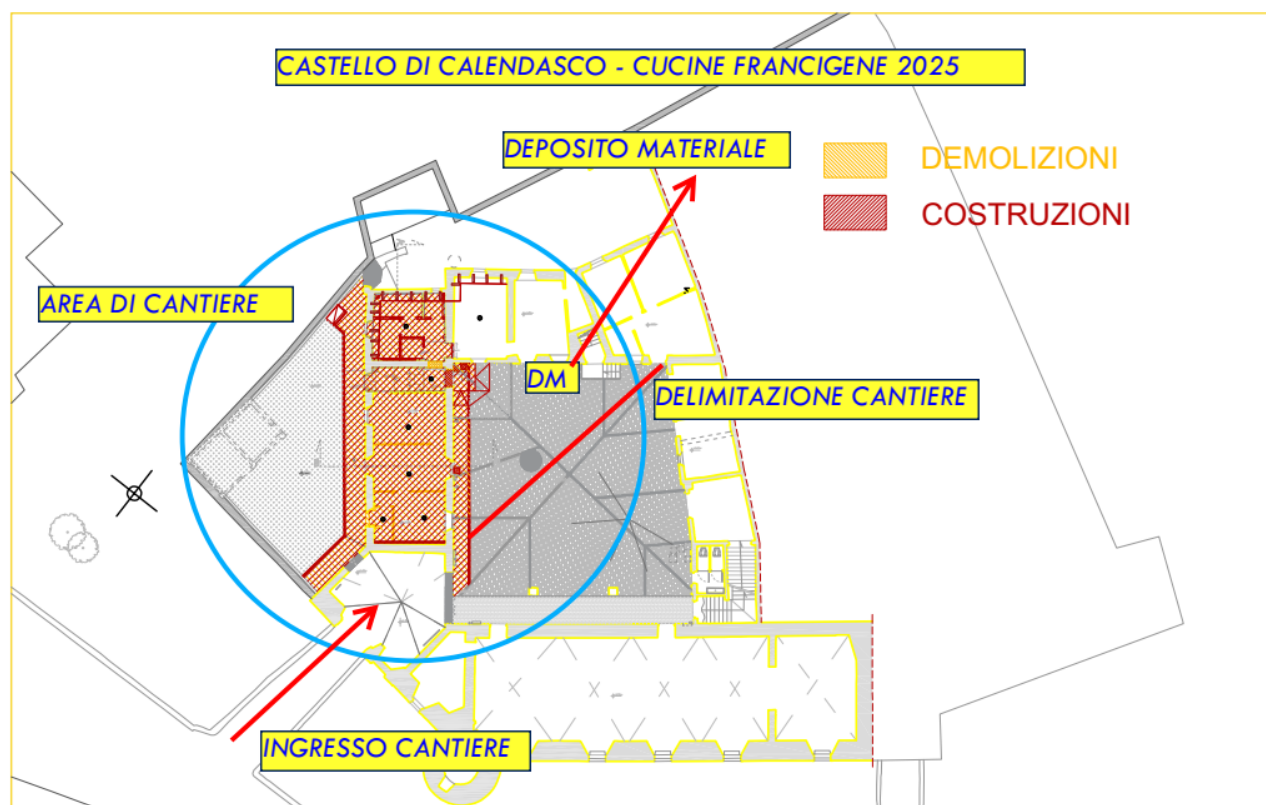 CASTELLO DI CALENDASCO - CUCINE FRANCIGENE 2025
DEPOSITO MATERIALE
DEMOLIZIONI
COSTRUZIONI
AREA DI CANTIERE
DM
DELIMITAZIONE CANTIERE
INGRESSO CANTIERE